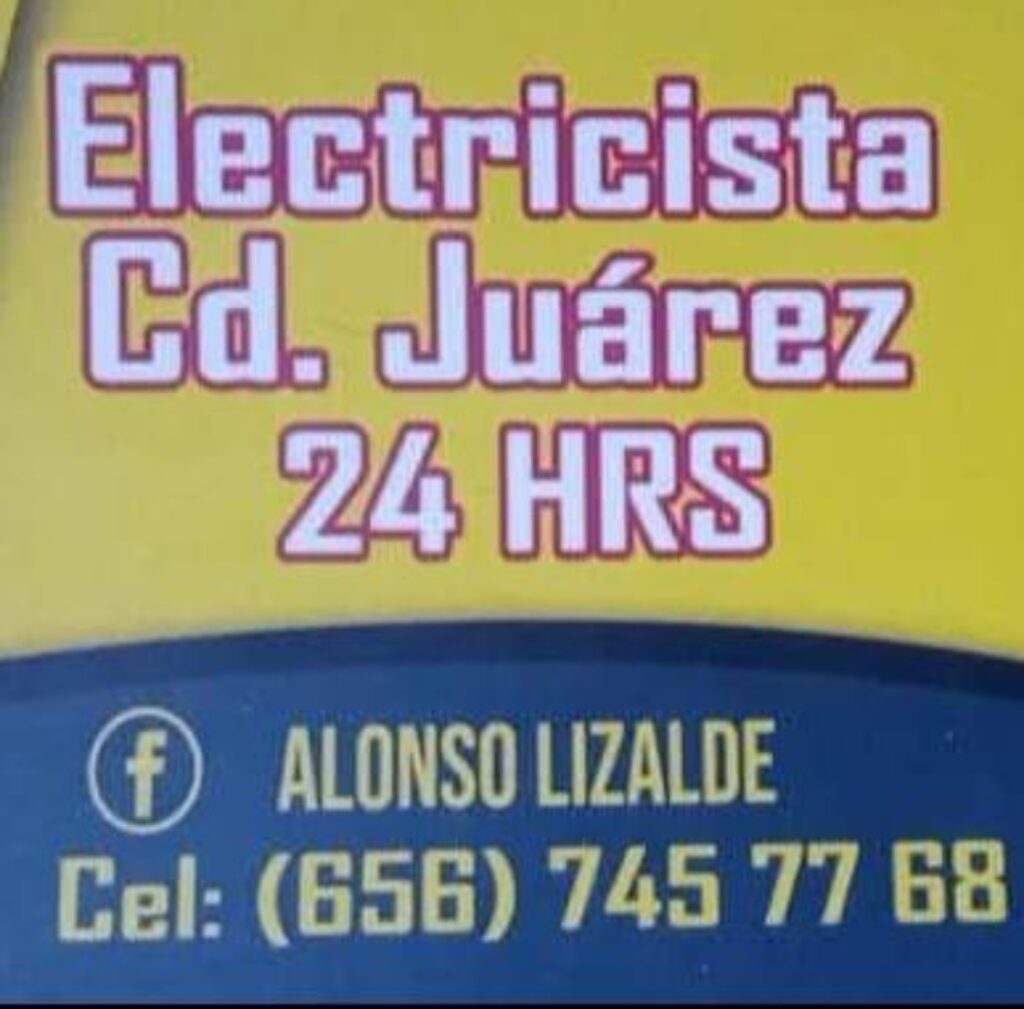 Electricista
Cd. Juárez
24 HRS
ALONSO LIZALDE
Cel: (656) 745 77 68